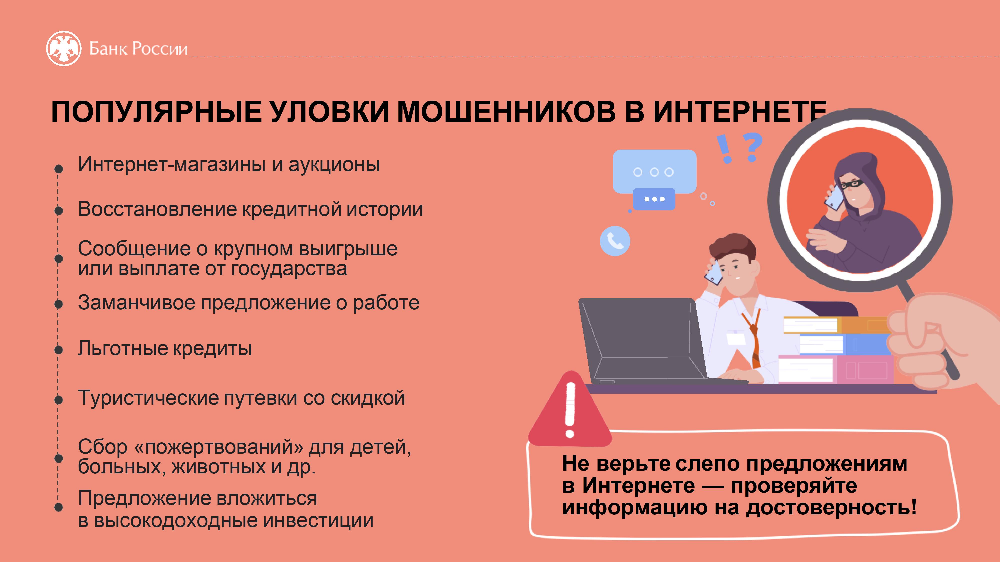 Банк России
ПОПУЛЯРНЫЕ УЛОВКИ МОШЕННИКОВ В ИНТЕРНЕТЕ
Интернет-магазины и аукционы
Восстановление кредитной истории
Сообщение о крупном выигрыше
или выплате от государства
Заманчивое предложение о работе
Льготные кредиты
Туристические путевки со скидкой
Сбор «пожертвований» для детей,
больных, животных и др.
Предложение вложиться
в высокодоходные инвестиции
! ?
!
Не верьте слепо предложениям
в Интернете — проверяйте
информацию на достоверность!